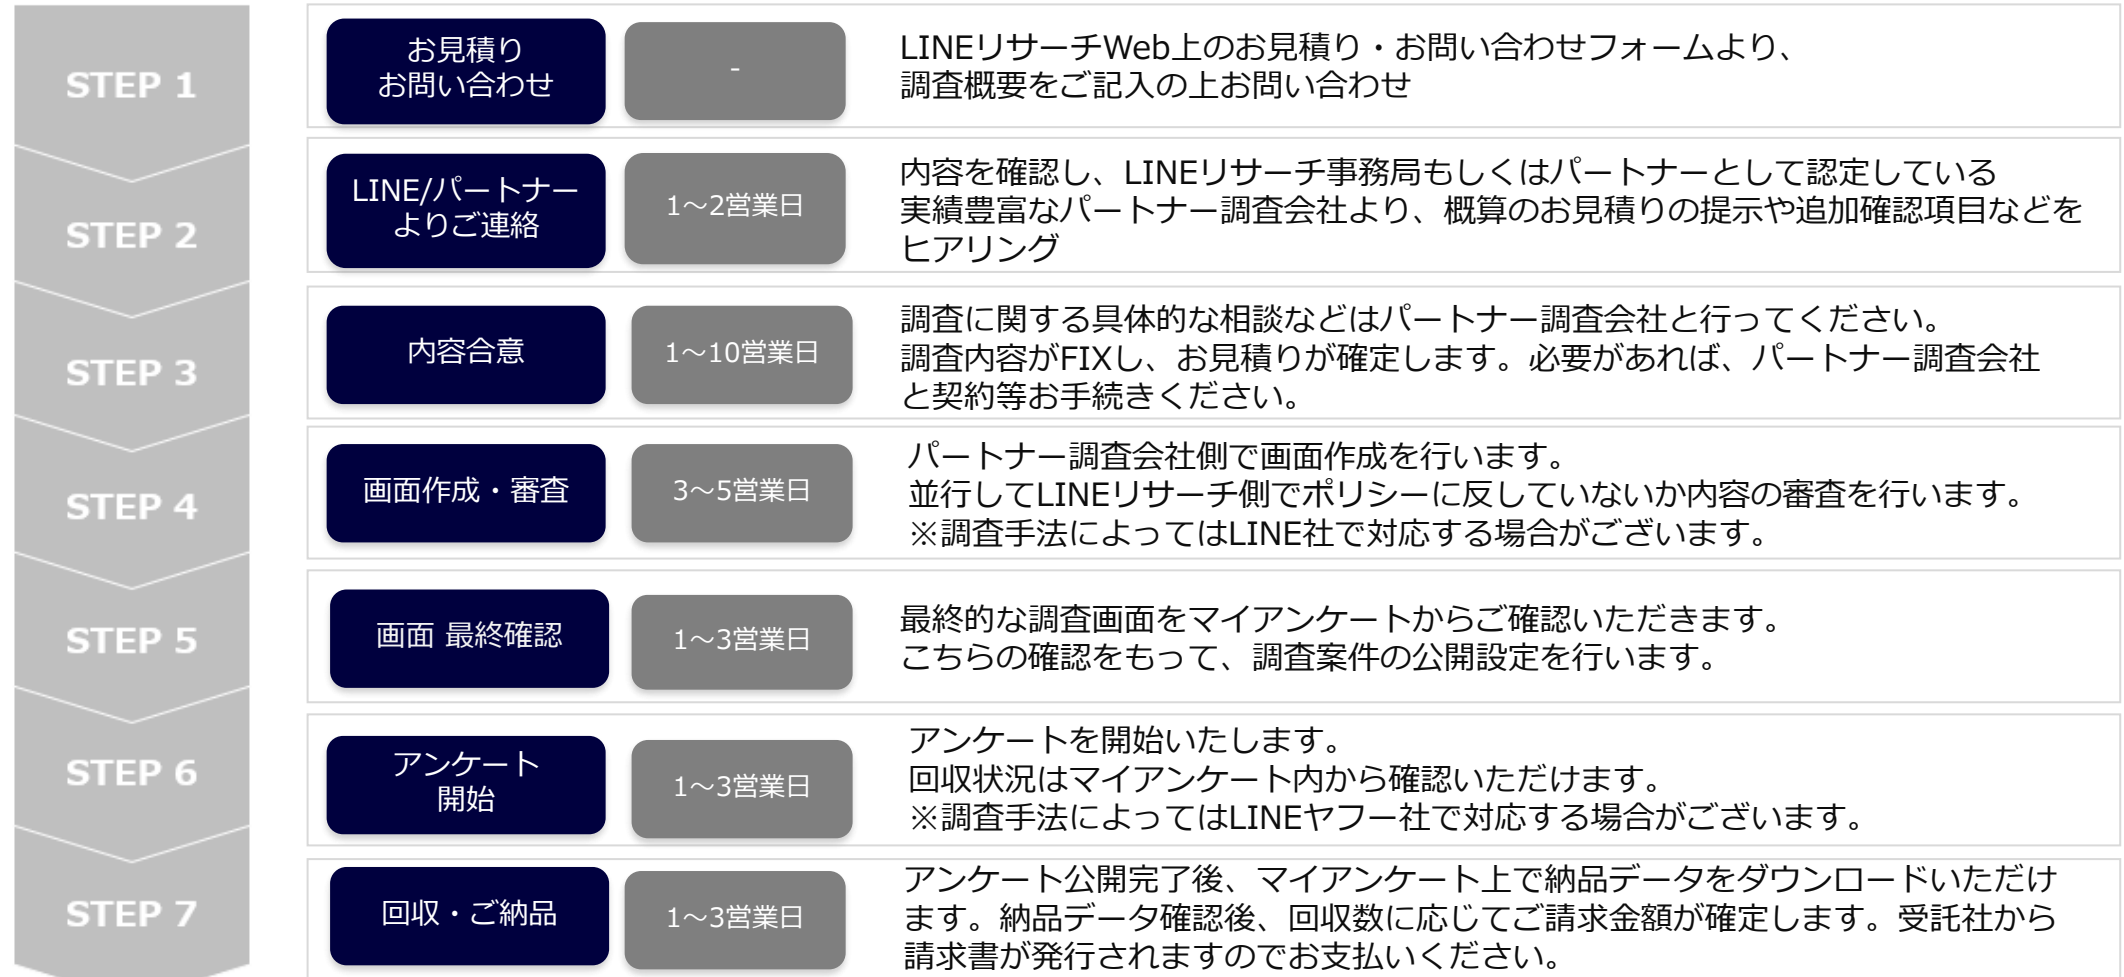 STEP 1
お見積り
お問い合わせ
-
LINEリサーチWeb上のお見積り・お問い合わせフォームより、
調査概要をご記入の上お問い合わせ
STEP 2
LINE/パートナー
よりご連絡
1～2営業日
内容を確認し、LINEリサーチ事務局もしくはパートナーとして認定している
実績豊富なパートナー調査会社より、概算のお見積りの提示や追加確認項目などを
ヒアリング
STEP 3
内容合意
1～10営業日
調査に関する具体的な相談などはパートナー調査会社と行ってください。
調査内容がFIXし、お見積りが確定します。必要があれば、パートナー調査会社
と契約等お手続きください。
STEP 4
画面作成・審査
3～5営業日
パートナー調査会社側で画面作成を行います。
並行してLINEリサーチ側でポリシーに反していないか内容の審査を行います。
※調査手法によってはLINE社で対応する場合がございます。
STEP 5
画面 最終確認
1～3営業日
最終的な調査画面をマイアンケートからご確認いただきます。
こちらの確認をもって、調査案件の公開設定を行います。
STEP 6
アンケート
開始
1～3営業日
アンケートを開始いたします。
回収状況はマイアンケート内から確認いただけます。
※調査手法によってはLINEヤフー社で対応する場合がございます。
STEP 7
回収・ご納品
1～3営業日
アンケート公開完了後、マイアンケート上で納品データをダウンロードいただけ
ます。納品データ確認後、回収数に応じてご請求金額が確定します。受託社から
請求書が発行されますのでお支払いください。